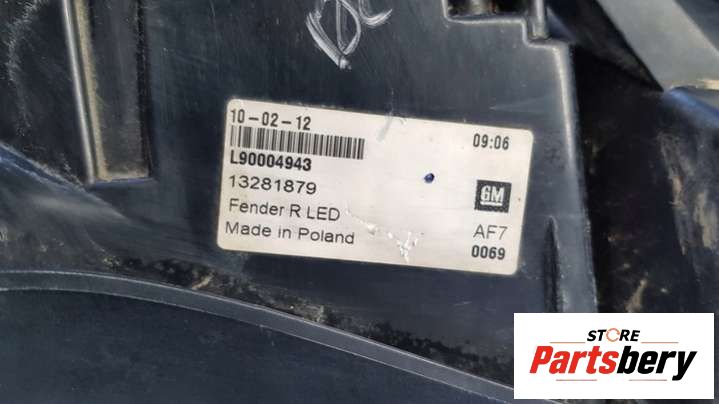 10-02-12
09:06
L90004943
13281879
GM
Fender R LED
AF7
Made in Poland
0069
STORE
Partsbery